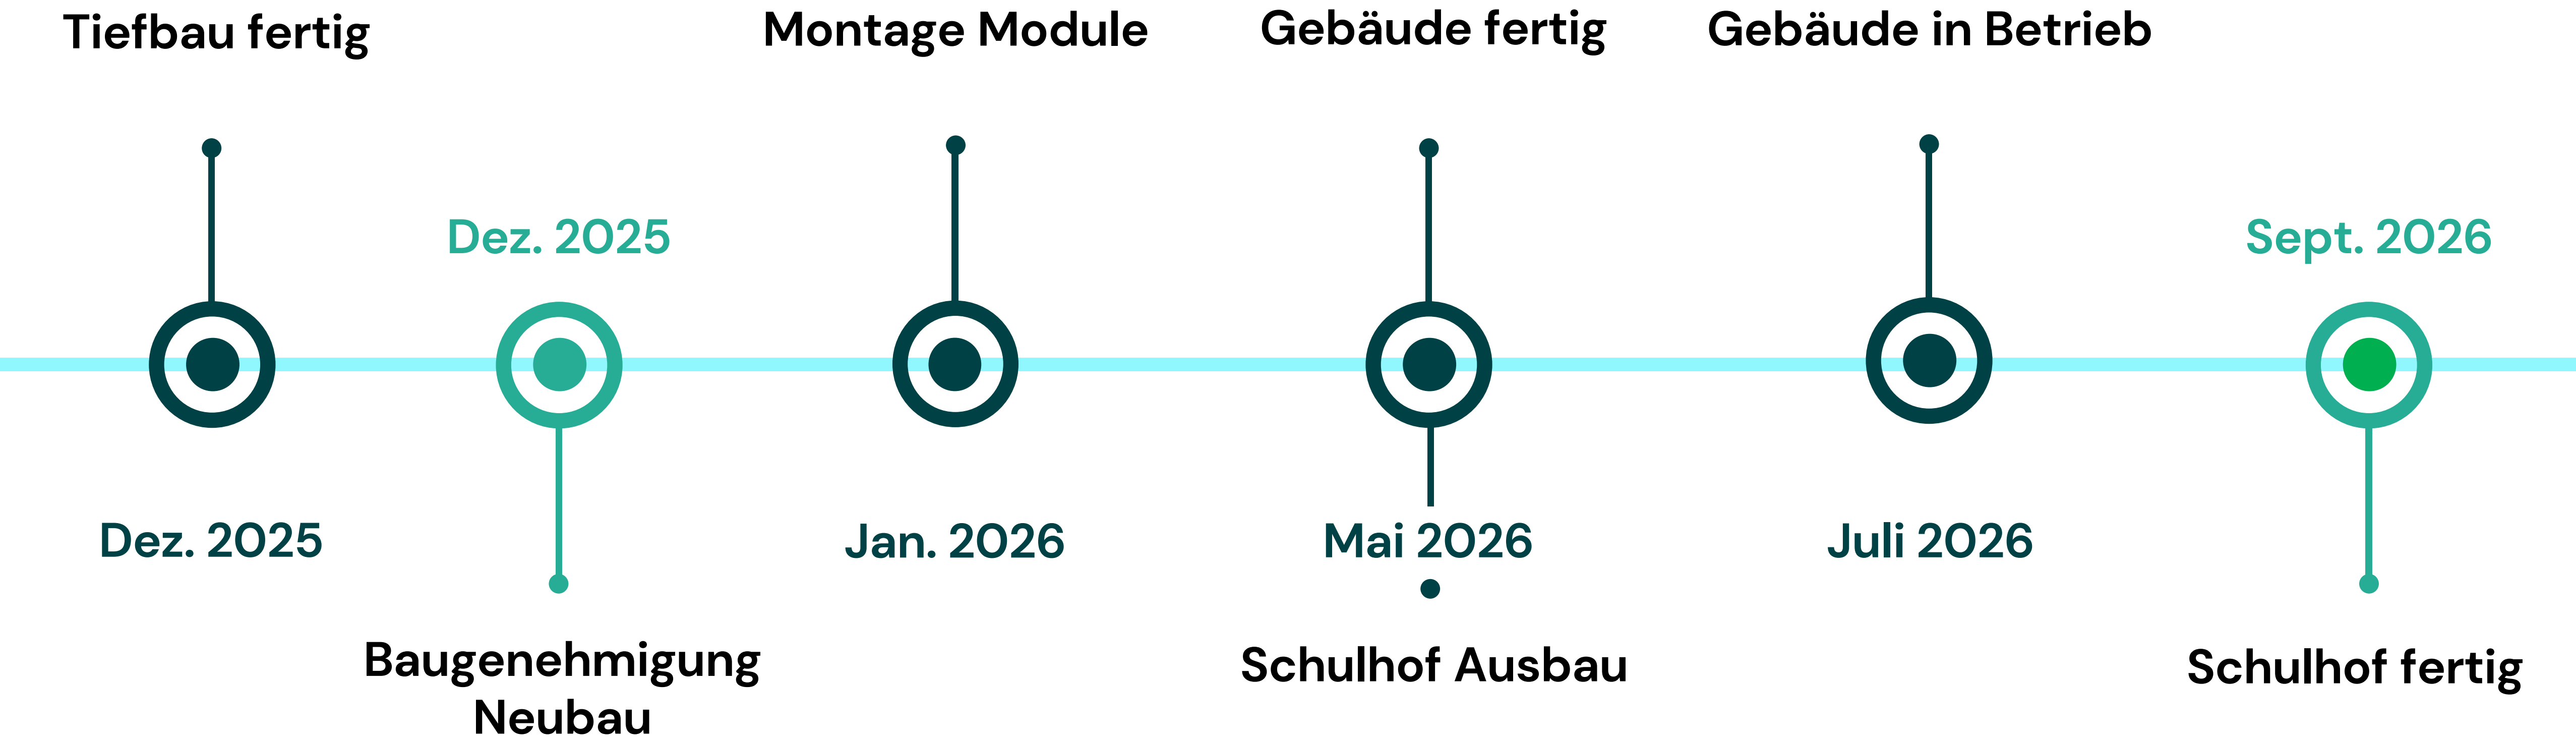 Tiefbau fertig
Montage Module
Gebäude fertig
Gebäude in Betrieb
Dez. 2025
Sept. 2026
Dez. 2025
Jan. 2026
Mai 2026
Juli 2026
Baugenehmigung
Neubau
Schulhof Ausbau
Schulhof fertig